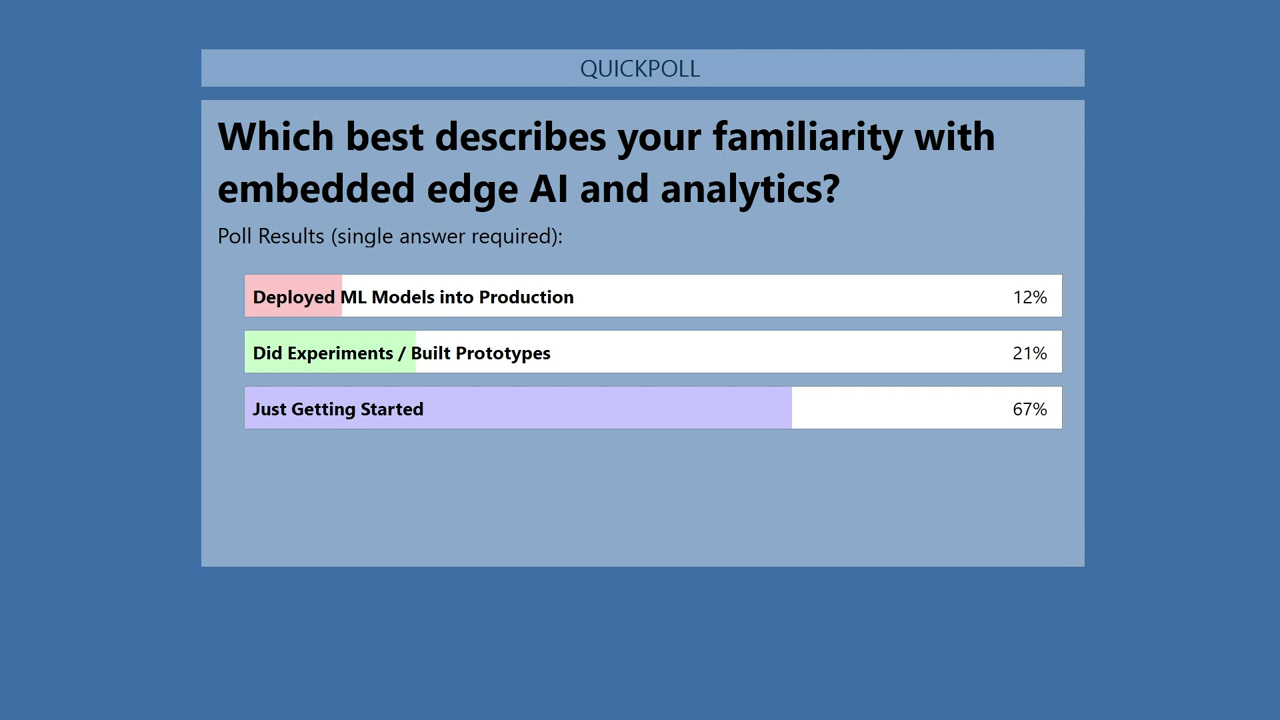 QUICKPOLL
Which best describes your familiarity with
embedded edge AI and analytics?
Poll Results (single answer required):
Deployed ML Models into Production 12%
Did Experiments / Built Prototypes 21%
Just Getting Started 67%